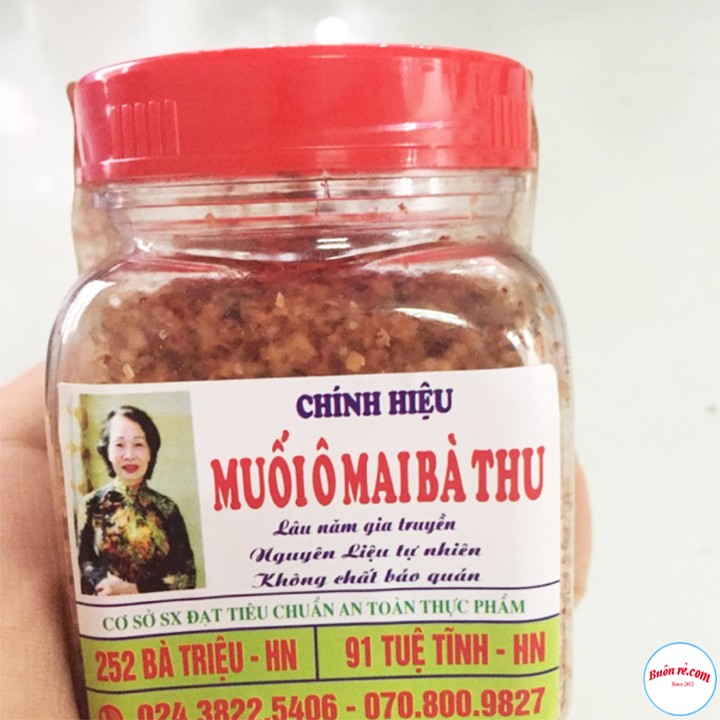 CHÍNH HIỆU
MUỐI Ô MAI BÀ THU
Lâu năm gia truyền
Nguyên Liệu tự nhiên
Không chất bảo quản
CƠ SỞ SX ĐẠT TIÊU CHUẨN AN TOÀN THỰC PHẨM
252 BÀ TRIỆU - HN 91 TUỆ TĨNH - HN
024.3822.5406 - 070.800.9827
Buôn rẻ.com
Since 2012